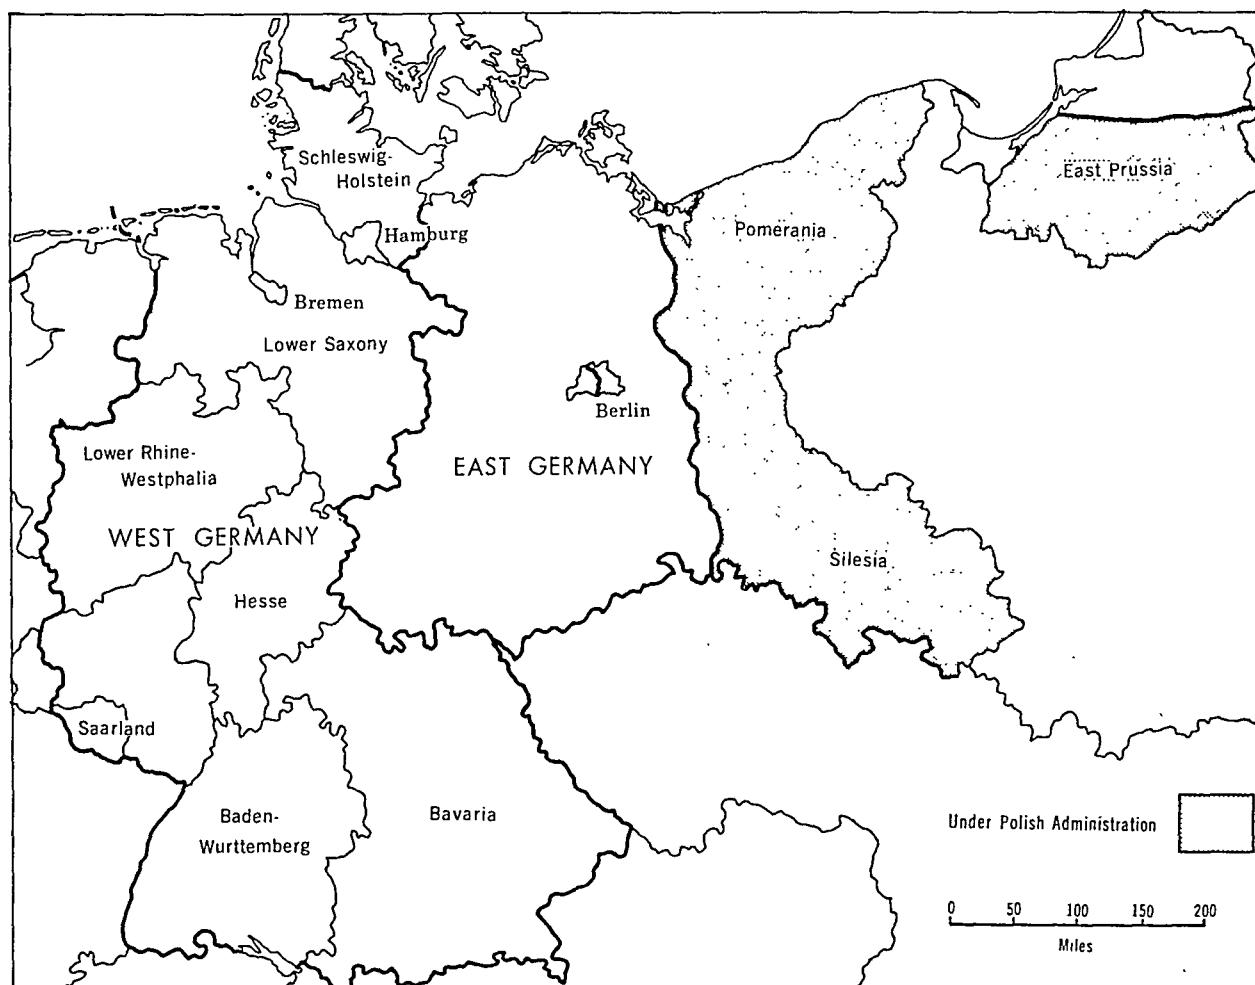 Schleswig-
Holstein
East Prussia
Hamburg
Pomerania
Bremen
Lower Saxony
Berlin
Lower Rhine-
Westphalia
EAST GERMANY
WEST GERMANY
Silesia
Hesse
Saarland
Baden-
Wurttemberg
Bavaria
Under Polish Administration
0 50 100 150 200
Miles